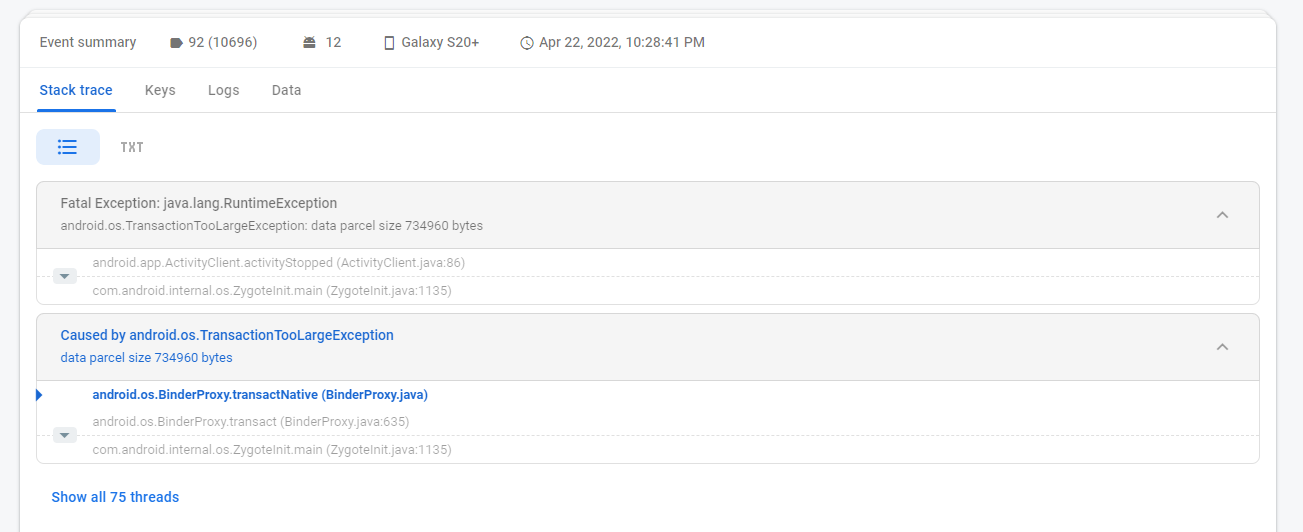 Event summary 92 (10696) 12 Galaxy S20+ Apr 22, 2022, 10:28:41 PM
Stack trace Keys Logs Data
TXT
Fatal Exception: java.lang.RuntimeException
android.os.TransactionTooLargeException: data parcel size 734960 bytes
android.app.ActivityClient.activityStopped (ActivityClient.java:86)
com.android.internal.os.ZygoteInit.main (ZygoteInit.java:1135)
Caused by android.os.TransactionTooLargeException
data parcel size 734960 bytes
android.os.BinderProxy.transactNative (BinderProxy.java)
android.os.BinderProxy.transact (BinderProxy.java:635)
com.android.internal.os.ZygoteInit.main (ZygoteInit.java:1135)
Show all 75 threads